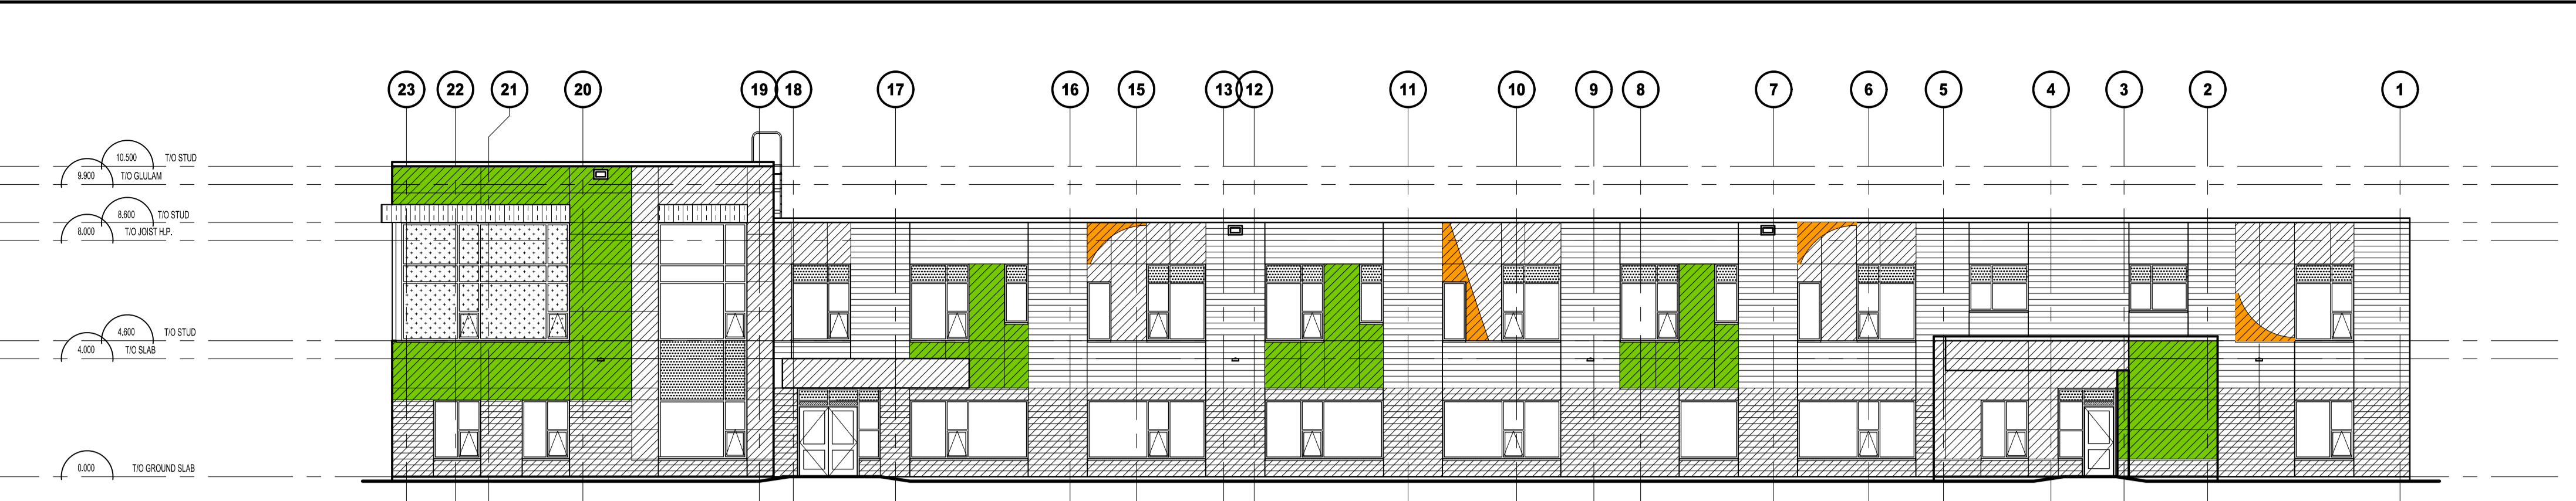 23 22 21 20 19 18 17 16 15 13 12 11 10 9 8 7 6 5 4 3 2 1
10.500 T/O STUD
9.900 T/O GLULAM
8,600 T/O STUD
8.000 T/O JOIST H.P.
4,600 T/O STUD
4.000 T/O SLAB
0.000 T/O GROUND SLAB